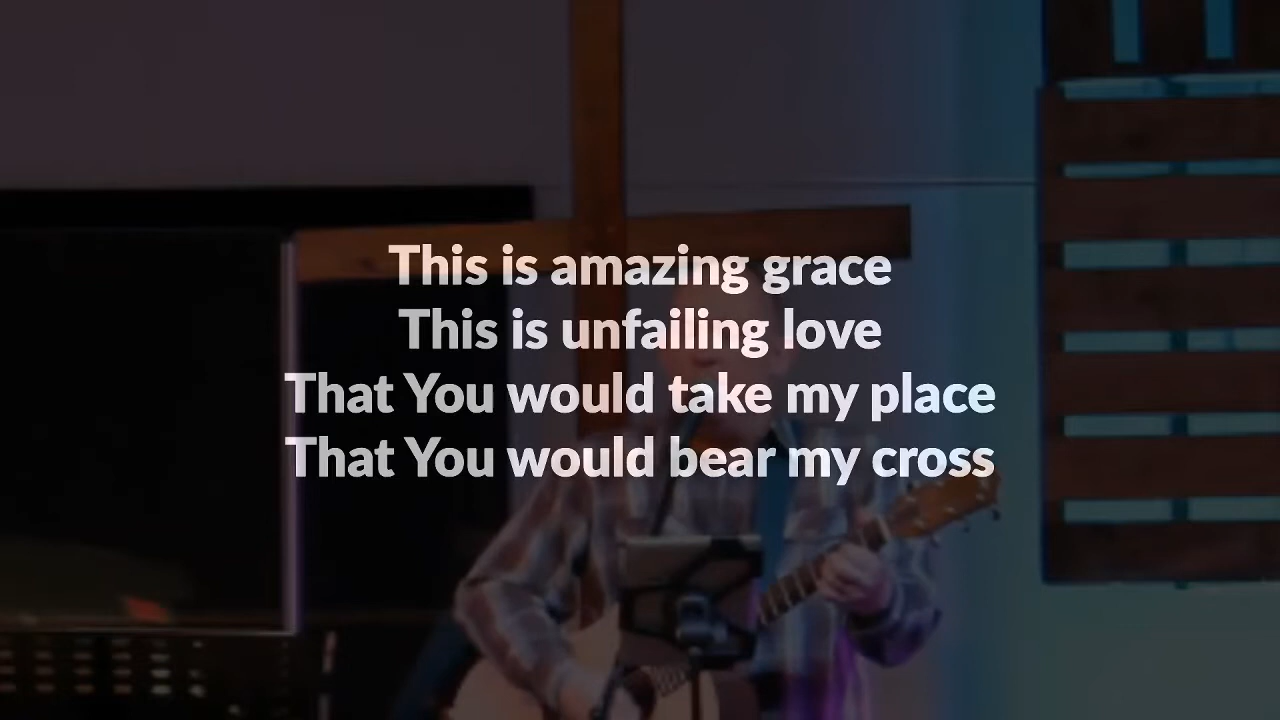 This is amazing grace
This is unfailing love
That You would take my place
That You would bear my cross